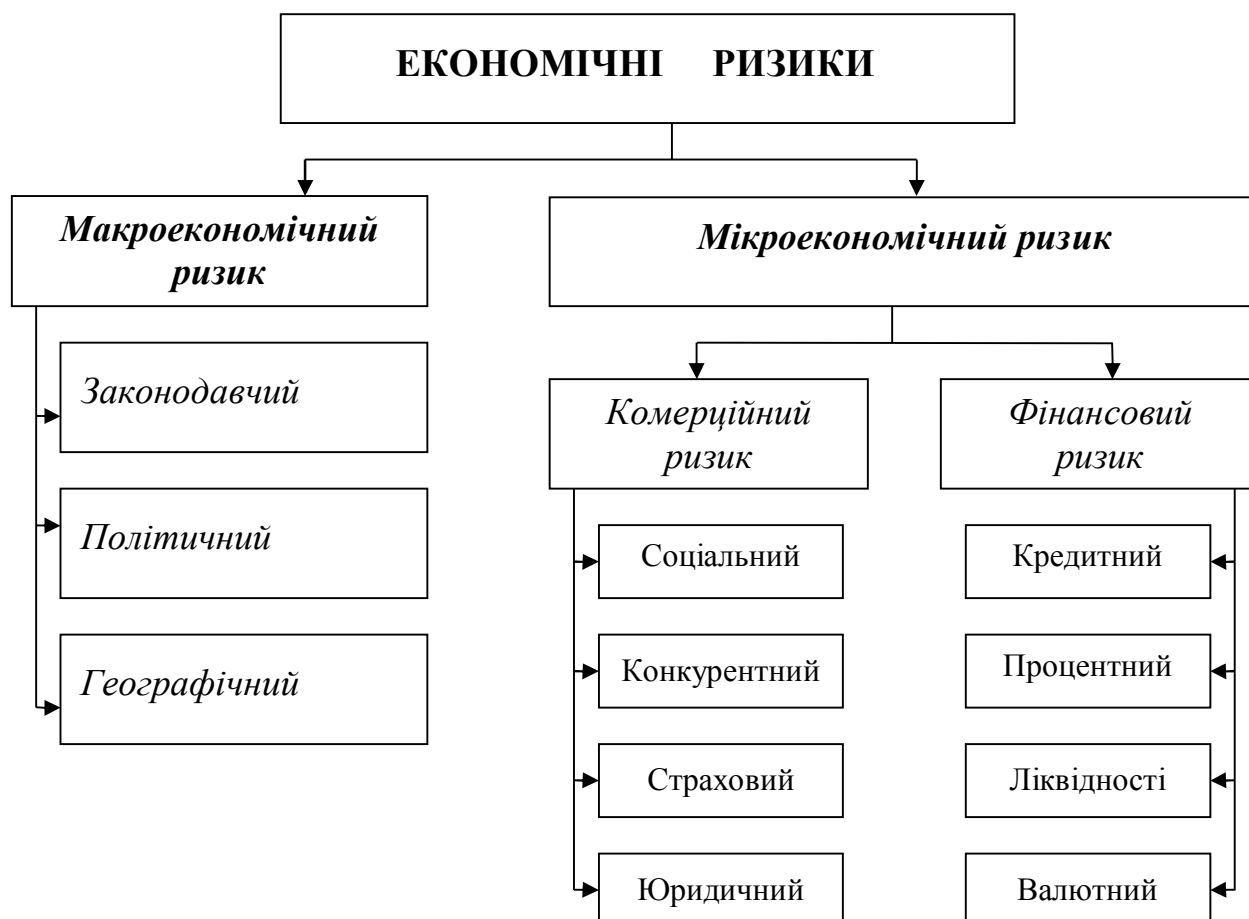 ЕКОНОМІЧНІ РИЗИКИ
Макроекономічний
ризик
Законодавчий
Політичний
Географічний
Мікроекономічний ризик
Комерційний
ризик
Соціальний
Конкурентний
Страховий
Юридичний
Фінансовий
ризик
Кредитний
Процентний
Ліквідності
Валютний